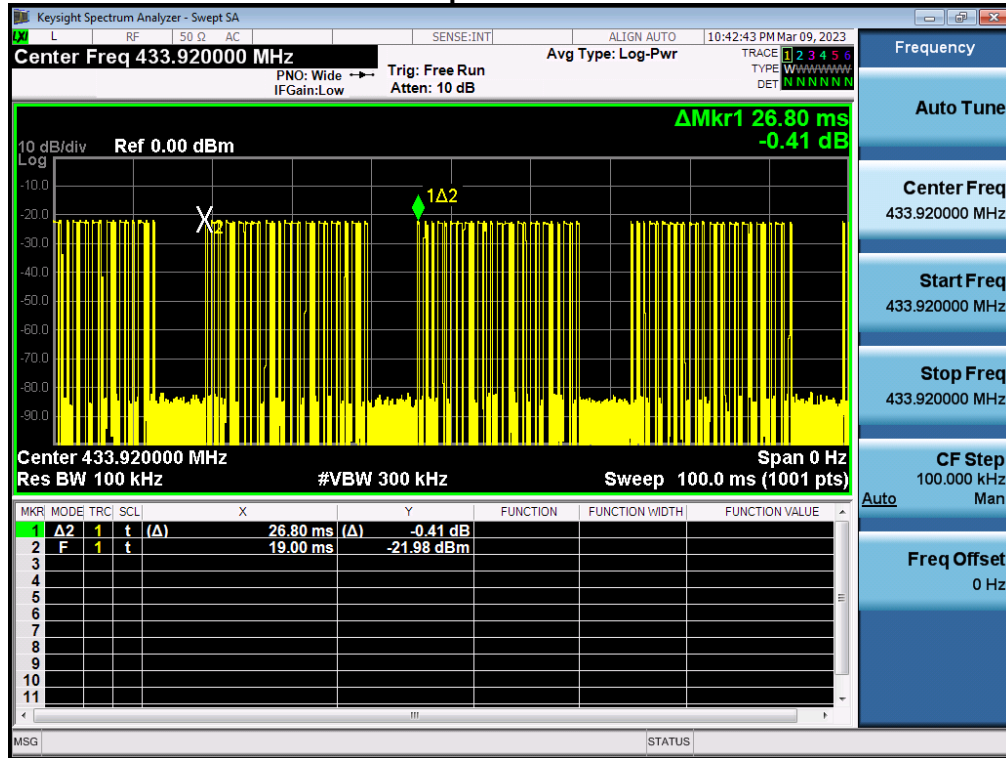 Keysight Spectrum Analyzer - Swept SA
LXI L RF 50 Ω AC SENSE:INT ALIGN AUTO 10:42:43 PM Mar 09, 2023
Center Freq 433.920000 MHz
PNO: Wide
IFGain:Low
Trig: Free Run
Atten: 10 dB
Avg Type: Log-Pwr
TRACE 1 2 3 4 5 6
TYPE WWWWWW
DET N N N N N N
ΔMkr1 26.80 ms
-0.41 dB
10 dB/div Ref 0.00 dBm
Log
-10.0
-20.0
-30.0
-40.0
-50.0
-60.0
-70.0
-80.0
-90.0
1Δ2
X2
Center 433.920000 MHz Span 0 Hz
Res BW 100 kHz #VBW 300 kHz Sweep 100.0 ms (1001 pts)
MKR MODE TRC SCL X Y FUNCTION FUNCTION WIDTH FUNCTION VALUE
1 Δ2 1 t (Δ) 26.80 ms (Δ) -0.41 dB
2 F 1 t 19.00 ms -21.98 dBm
3
4
5
6
7
8
9
10
11
MSG STATUS
Frequency
Auto Tune
Center Freq
433.920000 MHz
Start Freq
433.920000 MHz
Stop Freq
433.920000 MHz
CF Step
100.000 kHz
Auto Man
Freq Offset
0 Hz